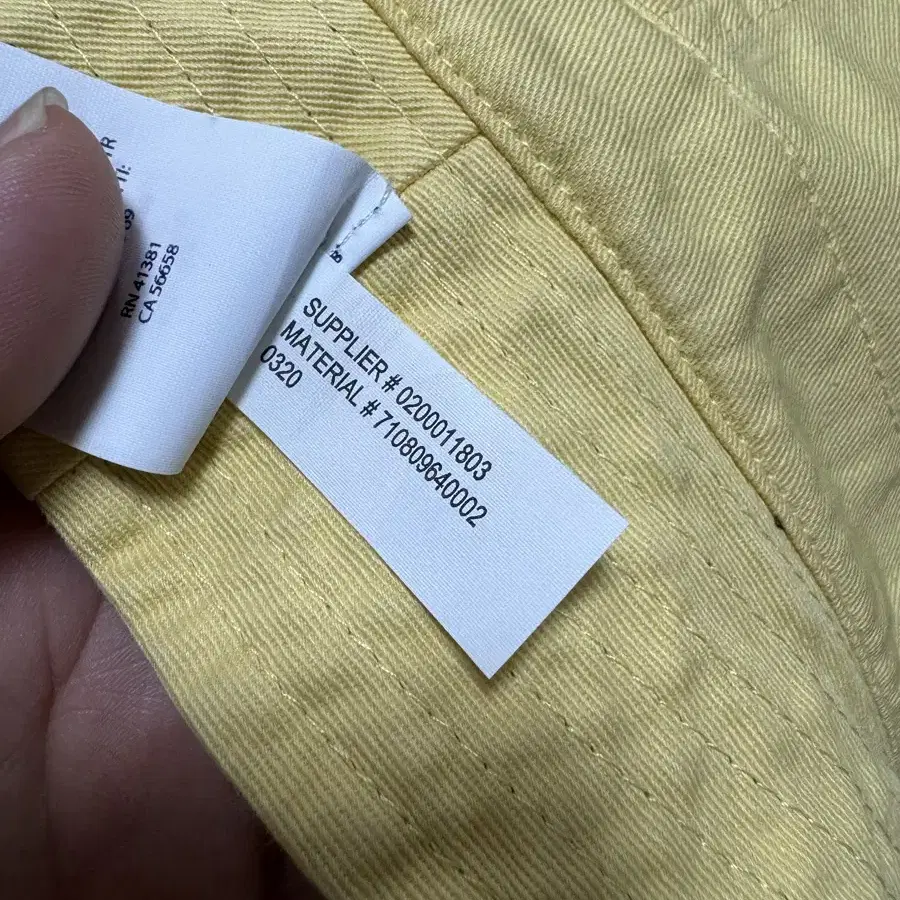 RN 41381
CA 56658
SUPPLIER # 0200011803
MATERIAL # 710809640002
0320